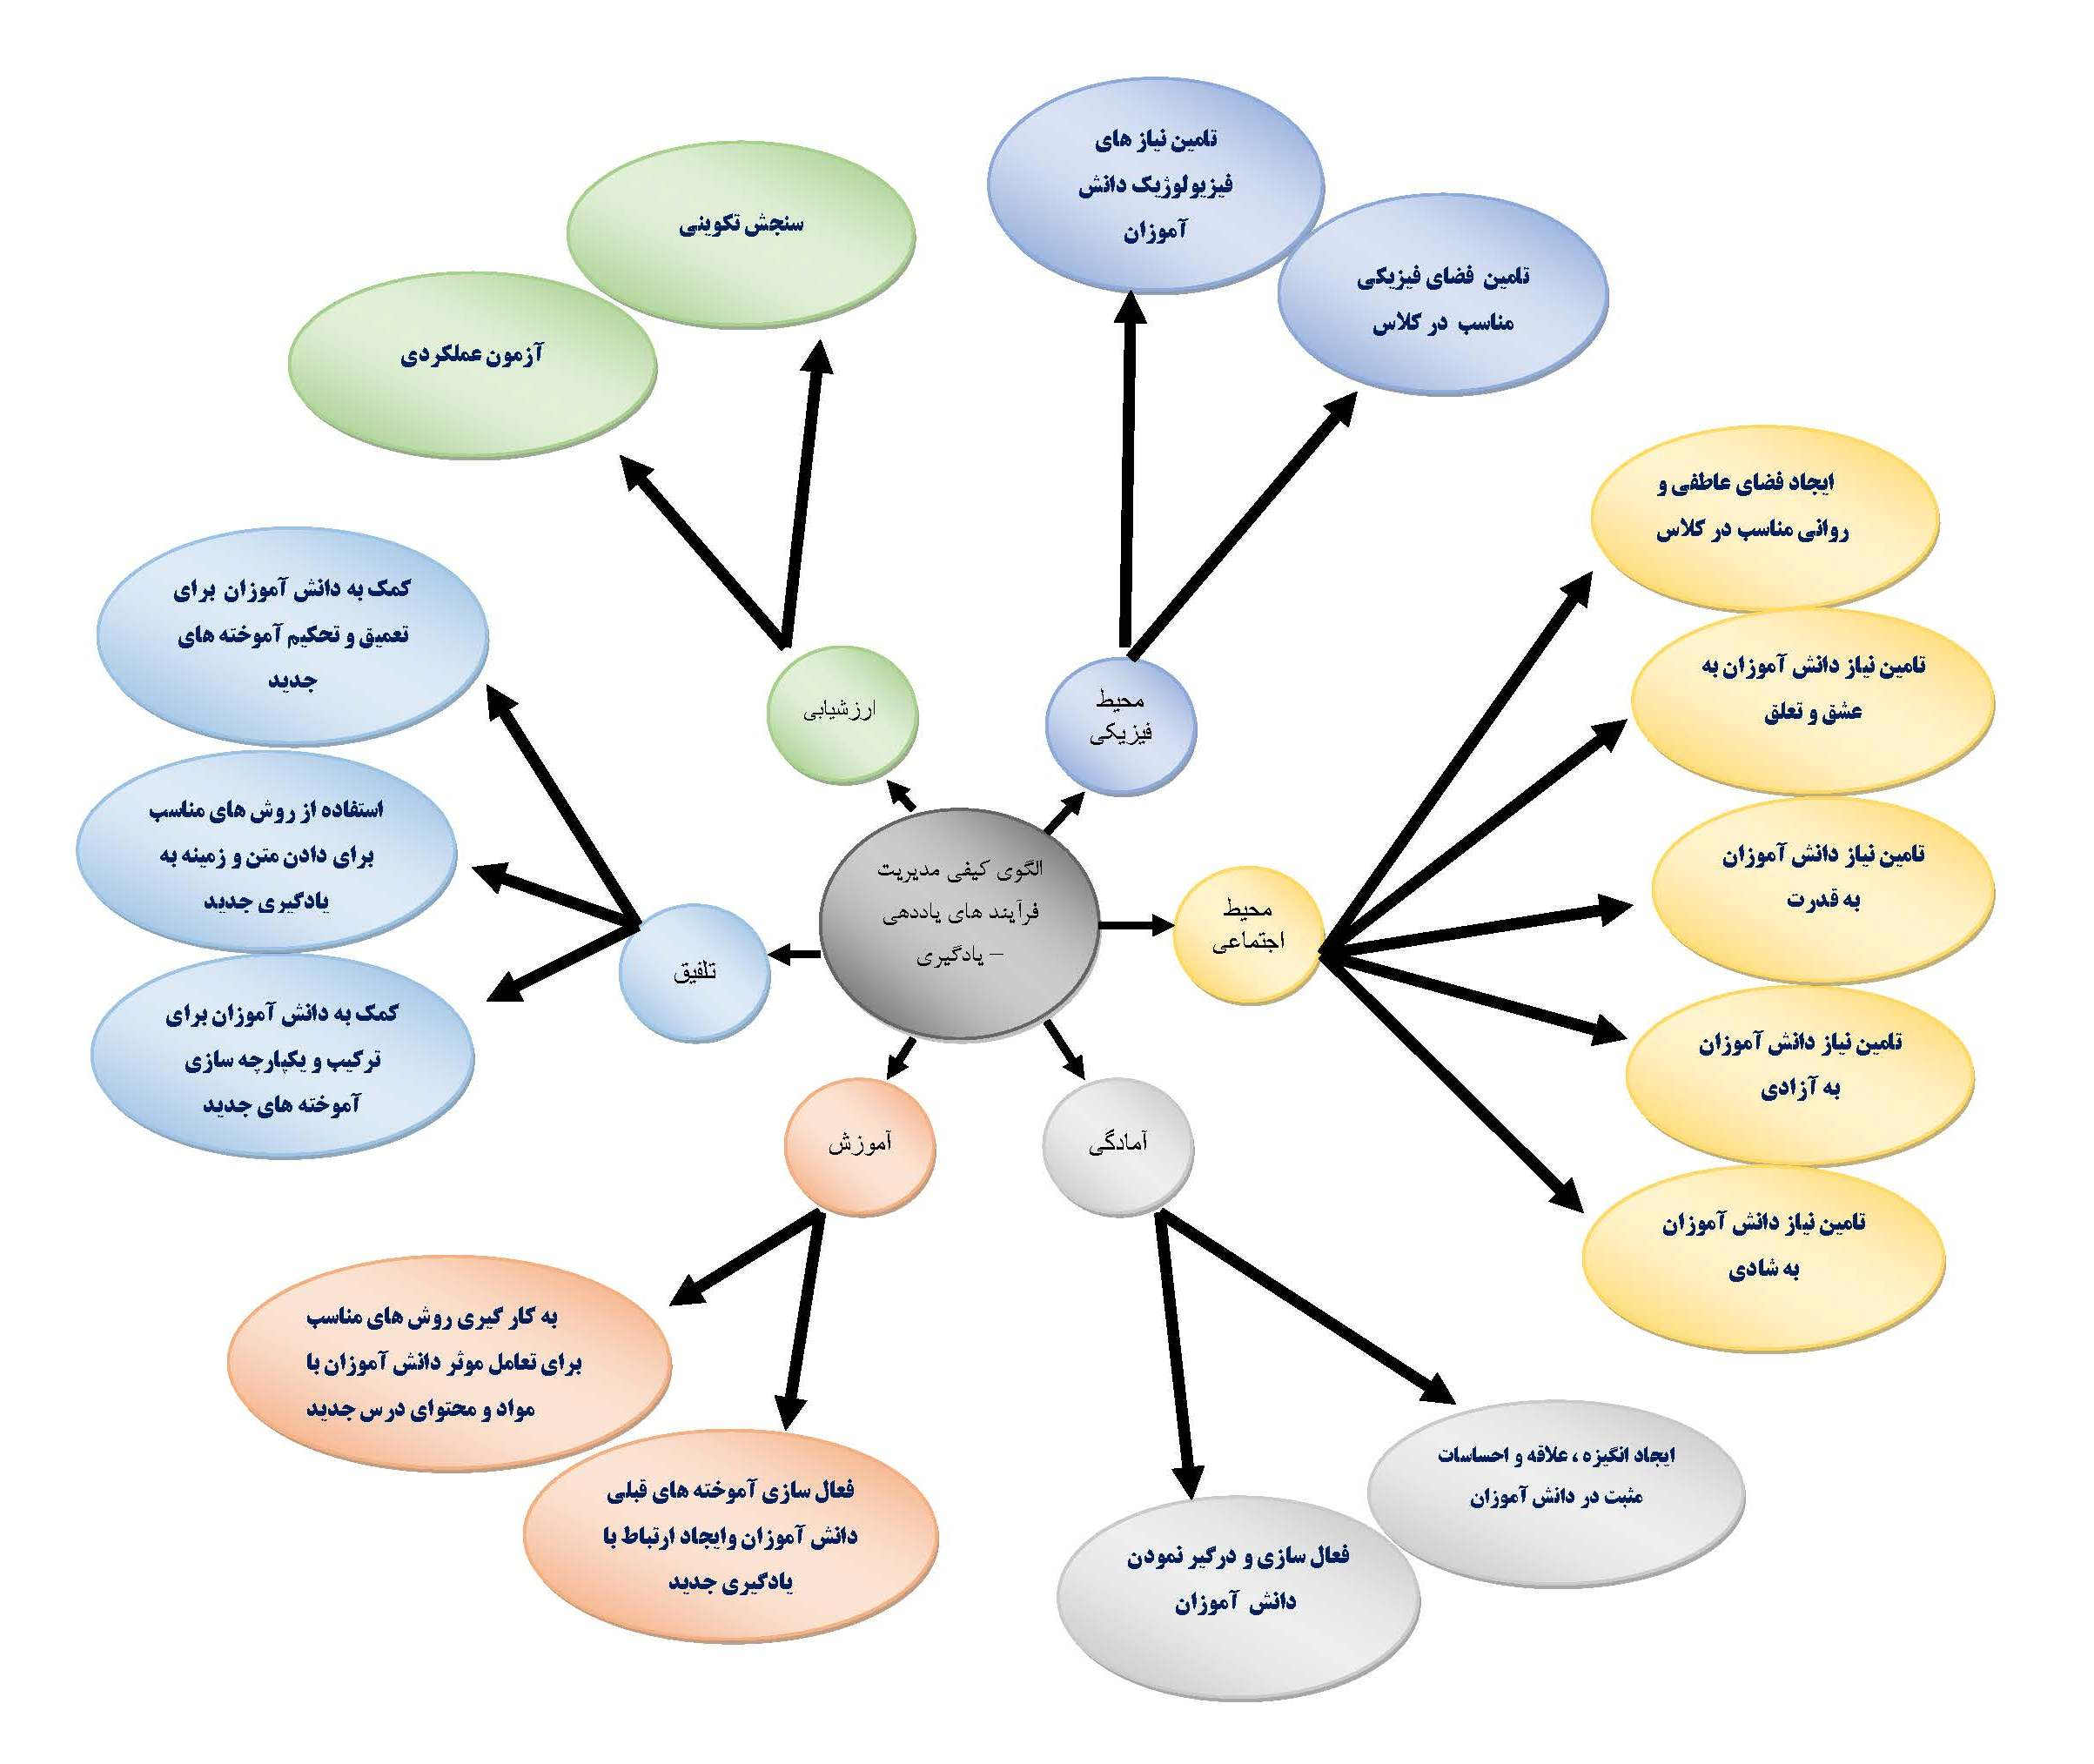 تامین نیاز های
فیزیولوژیک دانش
آموزان
تامین فضای فیزیکی
مناسب در کلاس
سنجش تکوینی
آزمون عملکردی
ایجاد فضای عاطفی و
روانی مناسب در کلاس
تامین نیاز دانش آموزان به
عشق و تعلق
تامین نیاز دانش آموزان
به قدرت
تامین نیاز دانش آموزان
به آزادی
تامین نیاز دانش آموزان
به شادی
محیط
فیزیکی
ارزشیابی
کمک به دانش آموزان برای
تعمیق و تحکیم آموخته های
جدید
استفاده از روش های مناسب
برای دادن متن و زمینه به
یادگیری جدید
کمک به دانش آموزان برای
ترکیب و یکپارچه سازی
آموخته های جدید
الگوی کیفی مدیریت
فرآیند های یاددهی
– یادگیری
محیط
اجتماعی
تلفیق
آمادگی
آموزش
به کار گیری روش های مناسب
برای تعامل موثر دانش آموزان با
مواد و محتوای درس جدید
فعال سازی آموخته های قبلی
دانش آموزان وایجاد ارتباط با
یادگیری جدید
ایجاد انگیزه ، علاقه و احساسات
مثبت در دانش آموزان
فعال سازی و درگیر نمودن
دانش آموزان